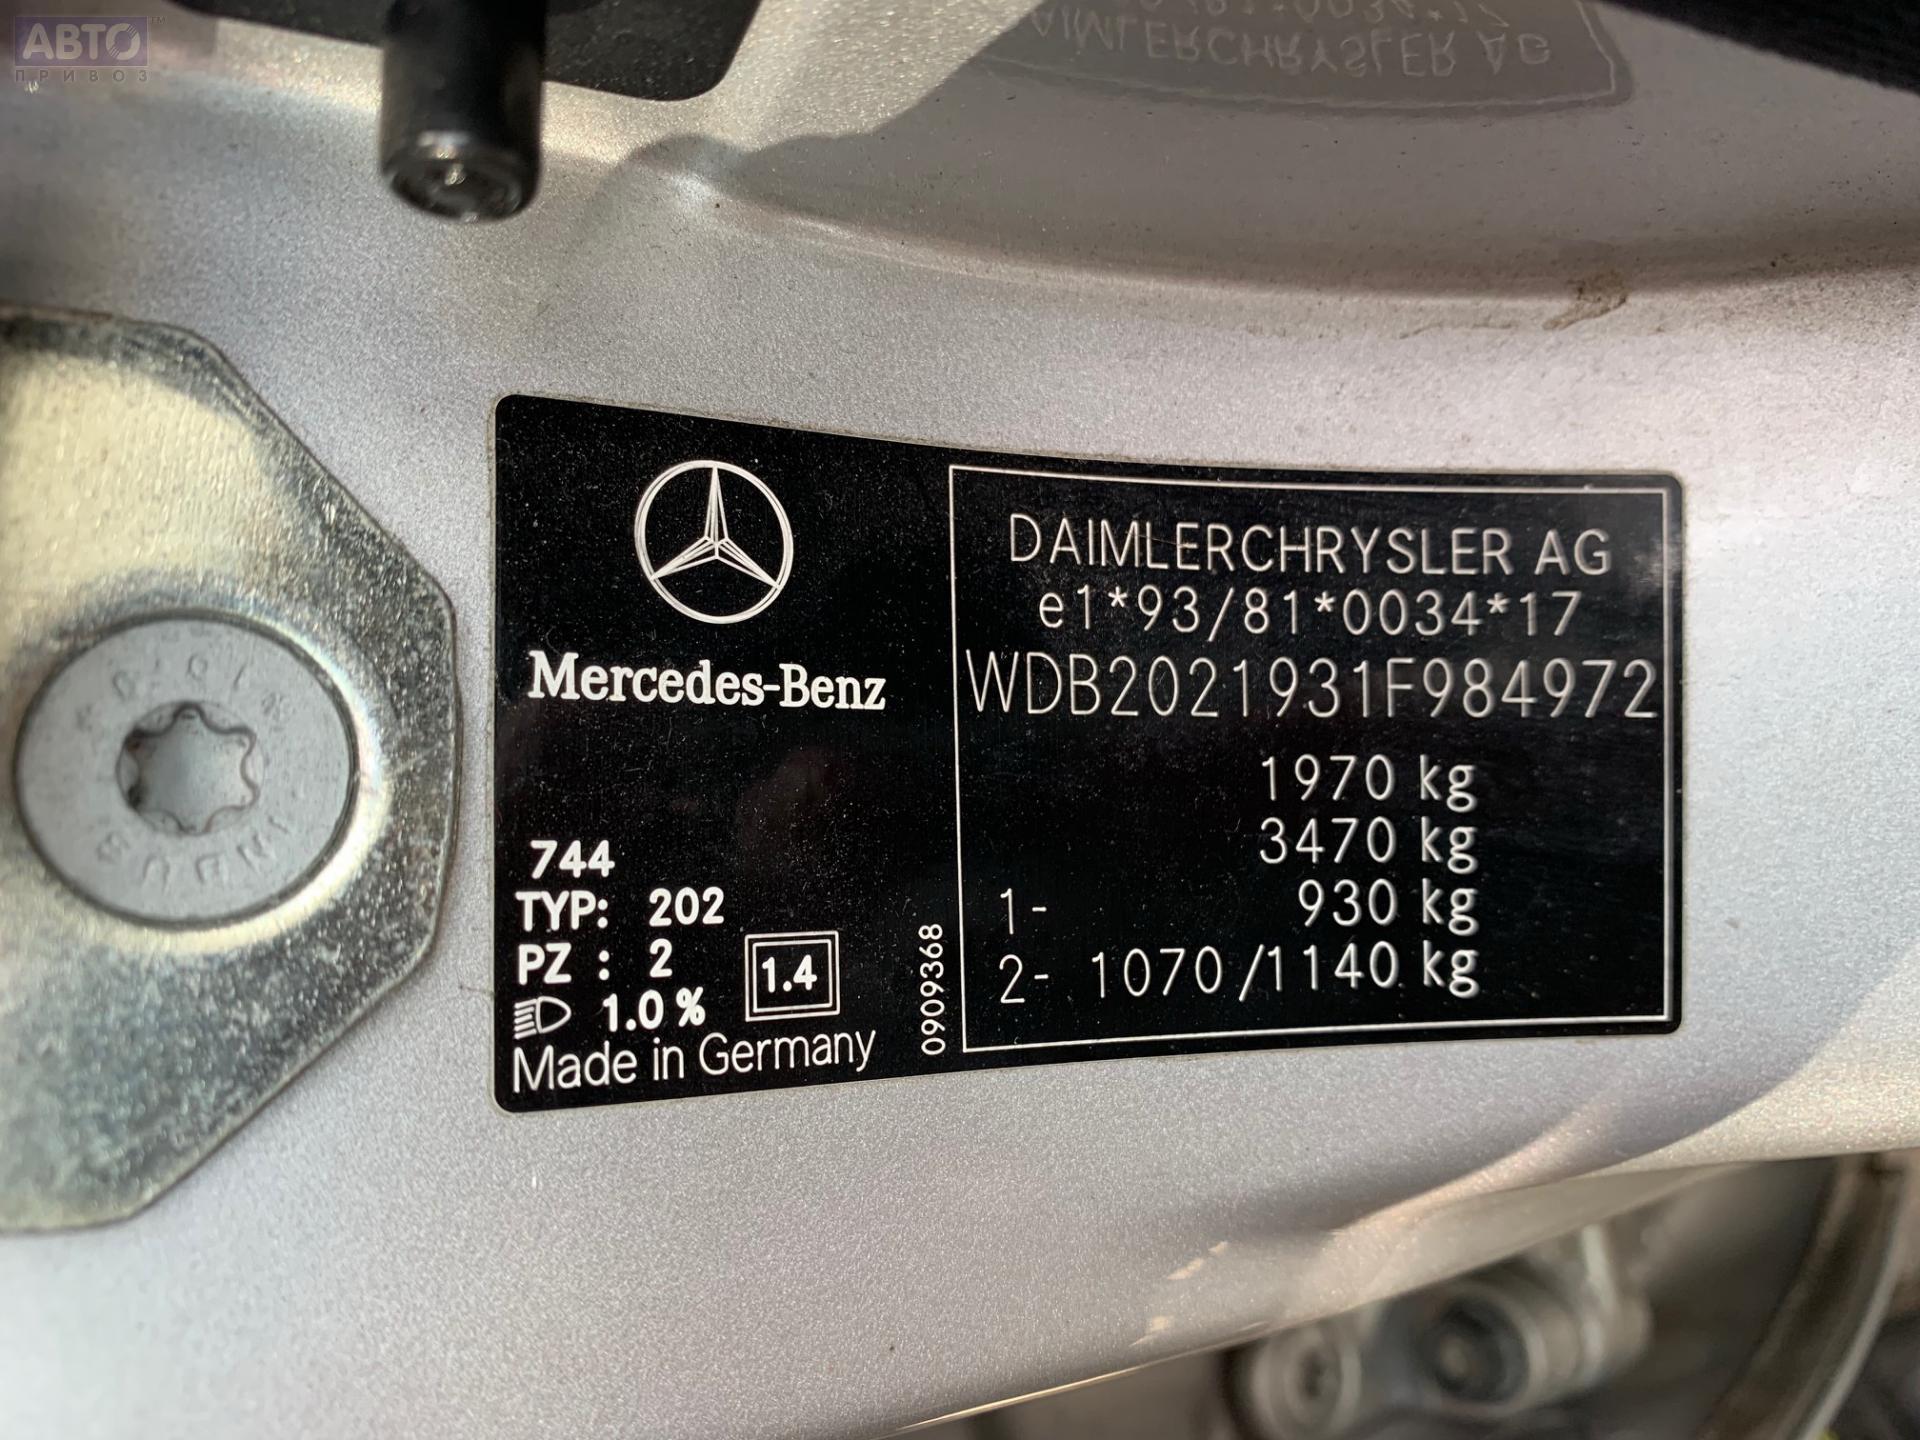 АВТО™
ПРИВОЗ
DAIMLERCHRYSLER AG
Mercedes-Benz
744
TYP: 202
PZ : 2
1.0 %
1.4
Made in Germany
0909368
DAIMLERCHRYSLER AG
e1*93/81*0034*17
WDB2021931F984972
1970 kg
3470 kg
1- 930 kg
2- 1070/1140 kg